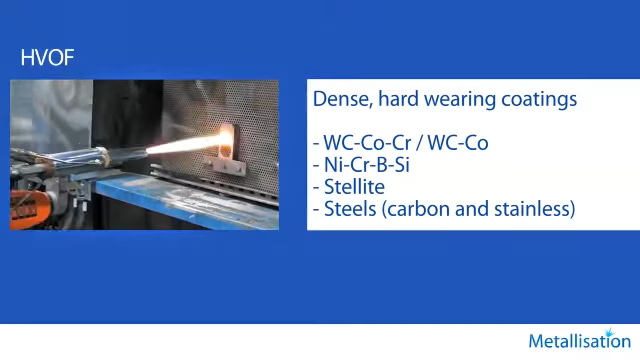 HVOF
Dense, hard wearing coatings
- WC-Co-Cr / WC-Co
- Ni-Cr-B-Si
- Stellite
- Steels (carbon and stainless)
Metallisation